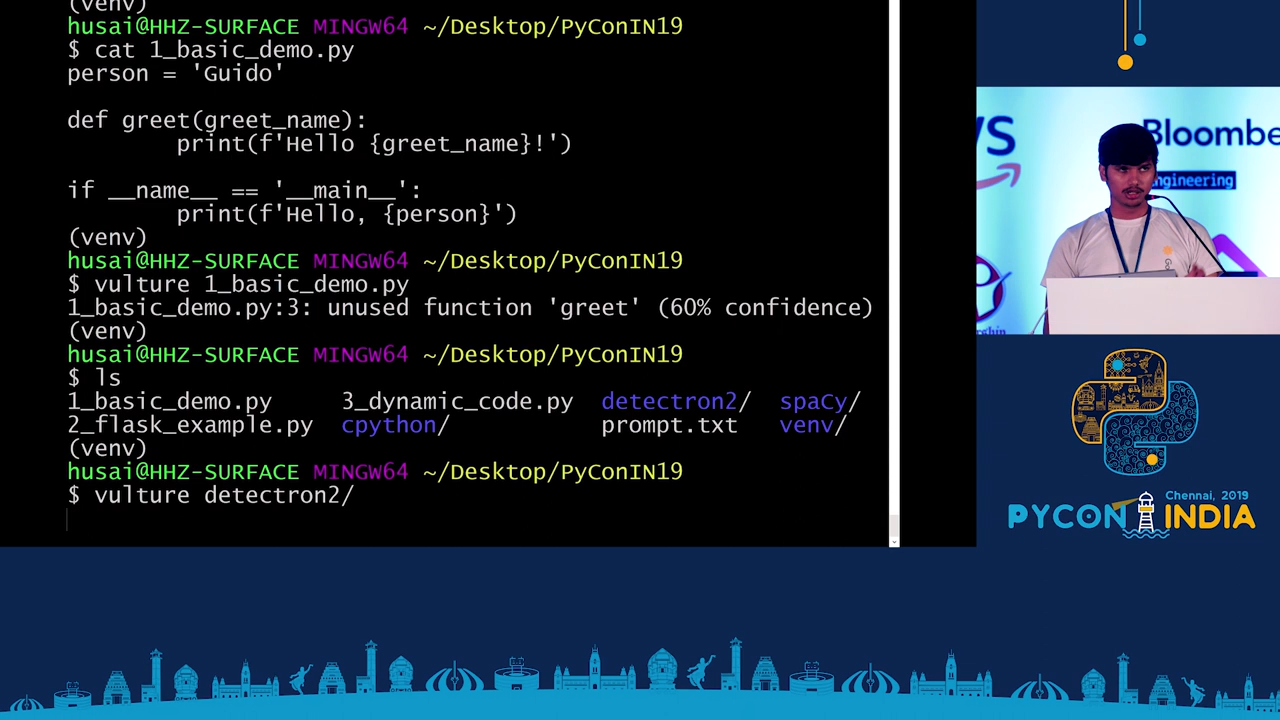 (venv)
husai@HHZ-SURFACE MINGW64 ~/Desktop/PyConIN19
$ cat 1_basic_demo.py
person = 'Guido'
def greet(greet_name):
print(f'Hello {greet_name}!')
if __name__ == '__main__':
print(f'Hello, {person}')
(venv)
husai@HHZ-SURFACE MINGW64 ~/Desktop/PyConIN19
$ vulture 1_basic_demo.py
1_basic_demo.py:3: unused function 'greet' (60% confidence)
(venv)
husai@HHZ-SURFACE MINGW64 ~/Desktop/PyConIN19
$ ls
1_basic_demo.py 3_dynamic_code.py detectron2/ spaCy/
2_flask_example.py cpython/ prompt.txt venv/
(venv)
husai@HHZ-SURFACE MINGW64 ~/Desktop/PyConIN19
$ vulture detectron2/
Bloombe
ngineering
Chennai, 2019
PYCON INDIA